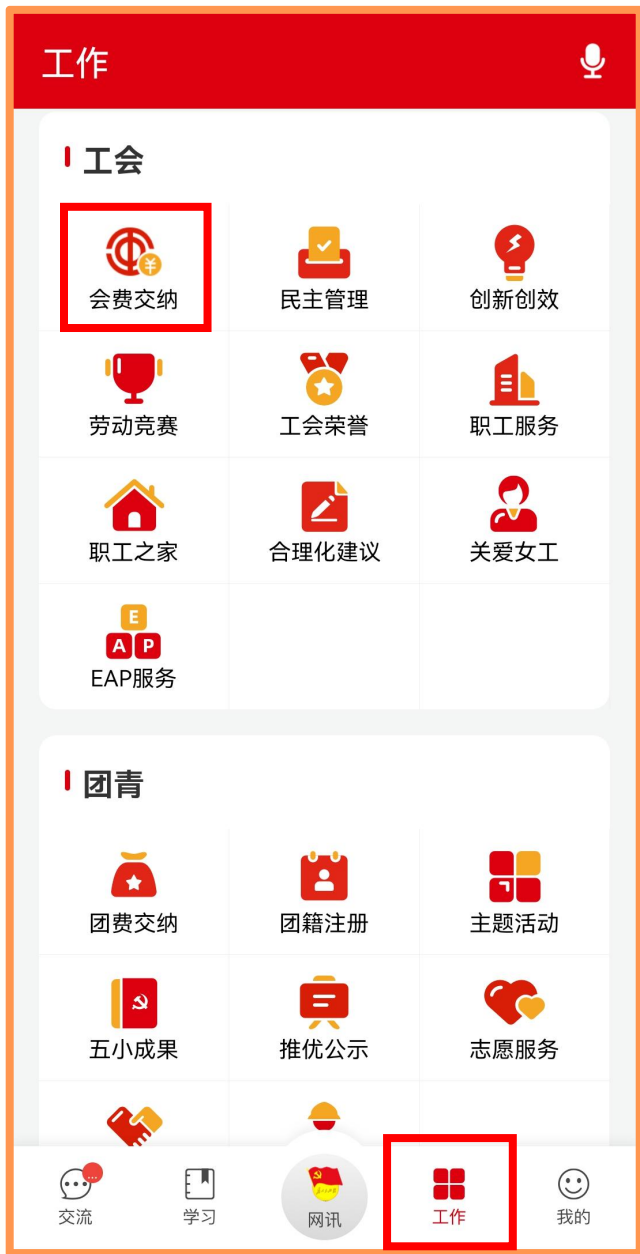 工作
工会
会费交纳
民主管理
创新创效
劳动竞赛
工会荣誉
职工服务
职工之家
合理化建议
关爱女工
E
A P
EAP服务
团青
团费交纳
团籍注册
主题活动
五小成果
推优公示
志愿服务
交流
学习
网讯
工作
我的